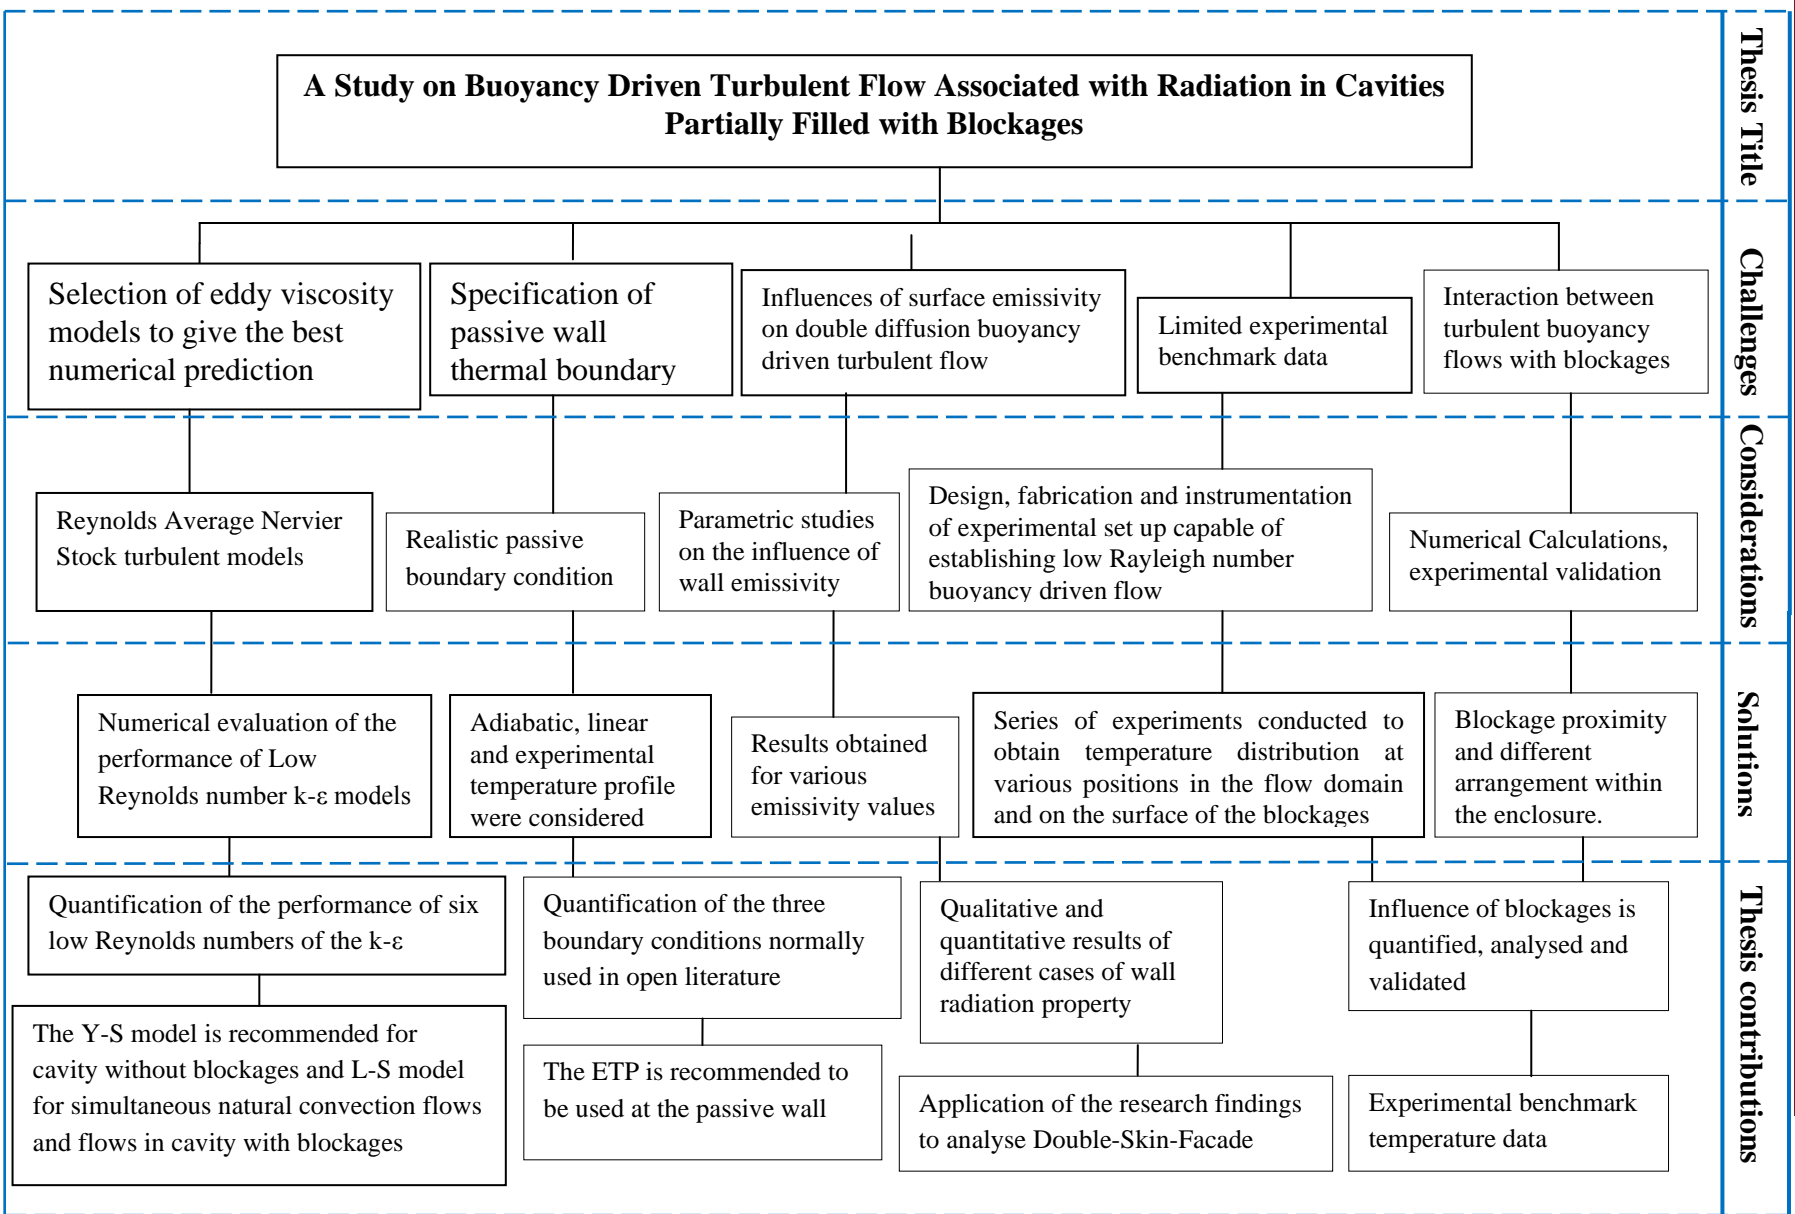 A Study on Buoyancy Driven Turbulent Flow Associated with Radiation in Cavities
Partially Filled with Blockages
Thesis Title
Selection of eddy viscosity
models to give the best
numerical prediction
Specification of
passive wall
thermal boundary
Influences of surface emissivity
on double diffusion buoyancy
driven turbulent flow
Limited experimental
benchmark data
Interaction between
turbulent buoyancy
flows with blockages
Challenges
Reynolds Average Nervier
Stock turbulent models
Realistic passive
boundary condition
Parametric studies
on the influence of
wall emissivity
Design, fabrication and instrumentation
of experimental set up capable of
establishing low Rayleigh number
buoyancy driven flow
Numerical Calculations,
experimental validation
Considerations
Numerical evaluation of the
performance of Low
Reynolds number k-ε models
Adiabatic, linear
and experimental
temperature profile
were considered
Results obtained
for various
emissivity values
Series of experiments conducted to
obtain temperature distribution at
various positions in the flow domain
and on the surface of the blockages
Blockage proximity
and different
arrangement within
the enclosure.
Solutions
Quantification of the performance of six
low Reynolds numbers of the k-ε
Quantification of the three
boundary conditions normally
used in open literature
Qualitative and
quantitative results of
different cases of wall
radiation property
Influence of blockages is
quantified, analysed and
validated
The Y-S model is recommended for
cavity without blockages and L-S model
for simultaneous natural convection flows
and flows in cavity with blockages
The ETP is recommended to
be used at the passive wall
Application of the research findings
to analyse Double-Skin-Facade
Experimental benchmark
temperature data
Thesis contributions